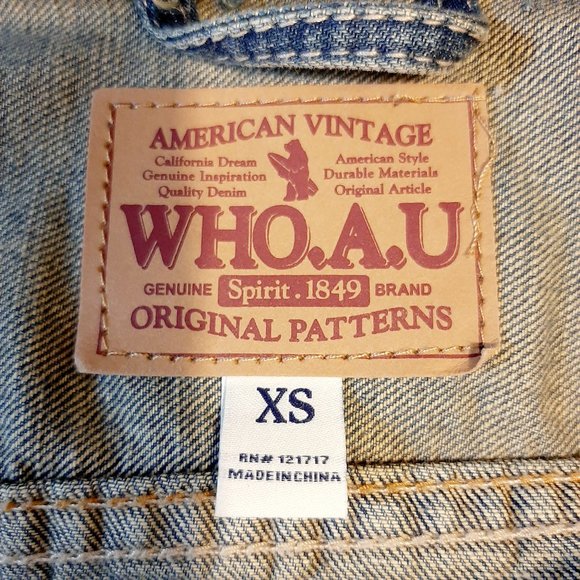 AMERICAN VINTAGE
California Dream American Style
Genuine Inspiration Durable Materials
Quality Denim Original Article
WHO.A.U
GENUINE Spirit.1849 BRAND
ORIGINAL PATTERNS
XS
RN# 121717
MADEINCHINA